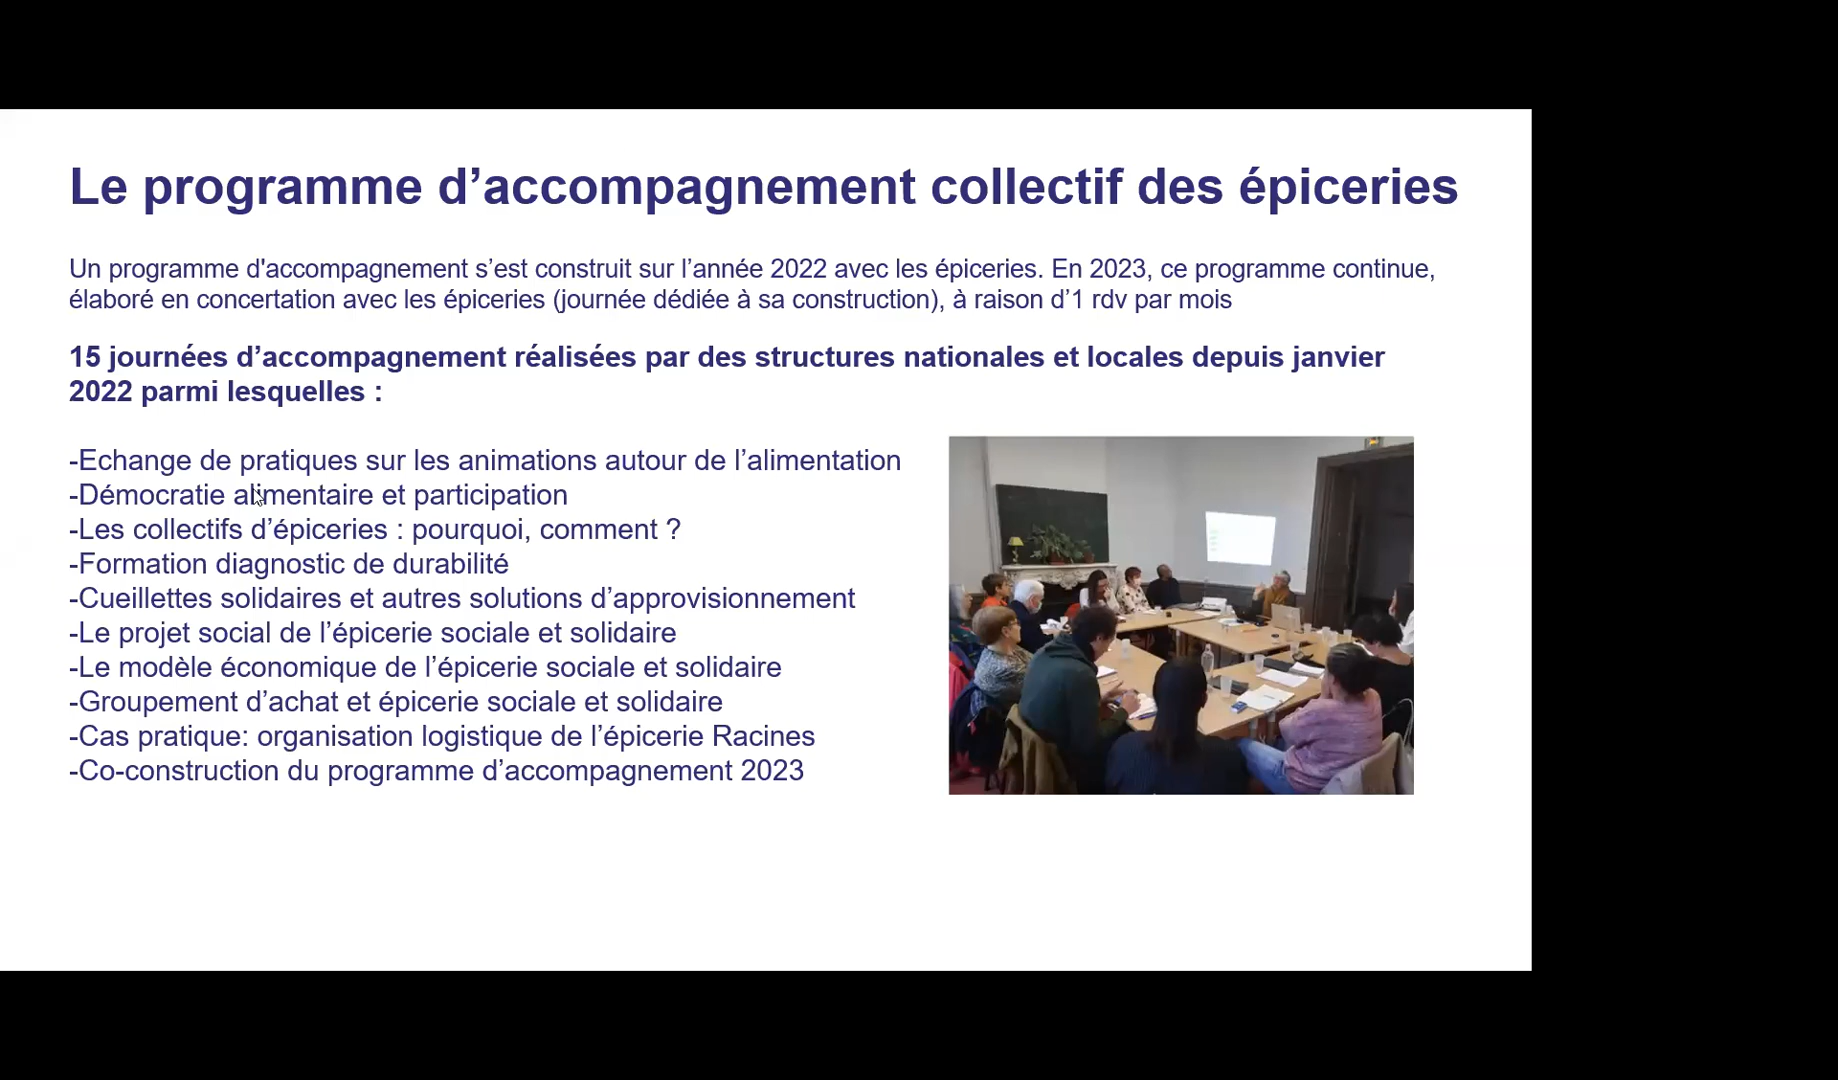 Le programme d’accompagnement collectif des épiceries
Un programme d'accompagnement s’est construit sur l’année 2022 avec les épiceries. En 2023, ce programme continue,
élaboré en concertation avec les épiceries (journée dédiée à sa construction), à raison d’1 rdv par mois
15 journées d’accompagnement réalisées par des structures nationales et locales depuis janvier
2022 parmi lesquelles :
-Echange de pratiques sur les animations autour de l’alimentation
-Démocratie alimentaire et participation
-Les collectifs d’épiceries : pourquoi, comment ?
-Formation diagnostic de durabilité
-Cueillettes solidaires et autres solutions d’approvisionnement
-Le projet social de l’épicerie sociale et solidaire
-Le modèle économique de l’épicerie sociale et solidaire
-Groupement d’achat et épicerie sociale et solidaire
-Cas pratique: organisation logistique de l’épicerie Racines
-Co-construction du programme d’accompagnement 2023